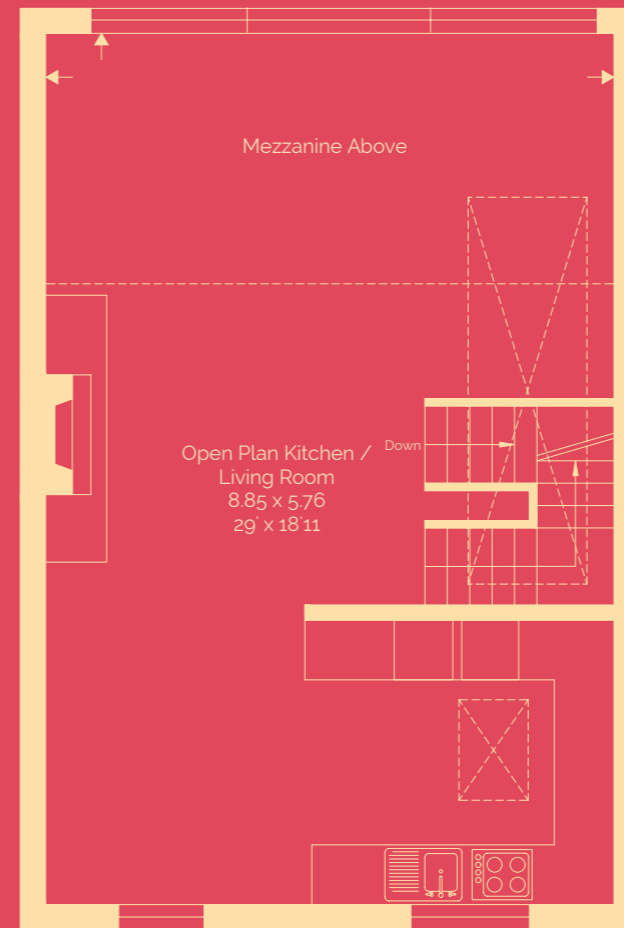 Mezzanine Above
Open Plan Kitchen /
Living Room
8.85 x 5.76
29' x 18'11
Down